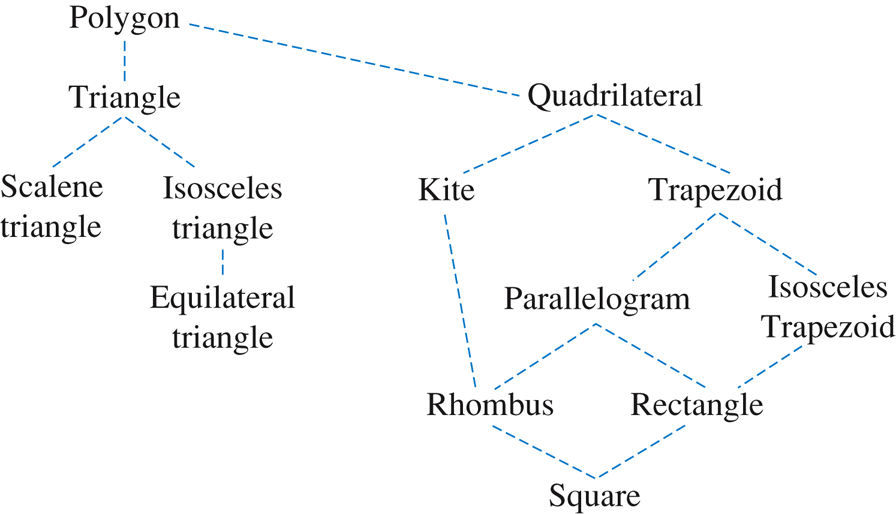 Polygon
Triangle
Quadrilateral
Scalene
triangle
Isosceles
triangle
Kite
Trapezoid
Equilateral
triangle
Parallelogram
Isosceles
Trapezoid
Rhombus
Rectangle
Square